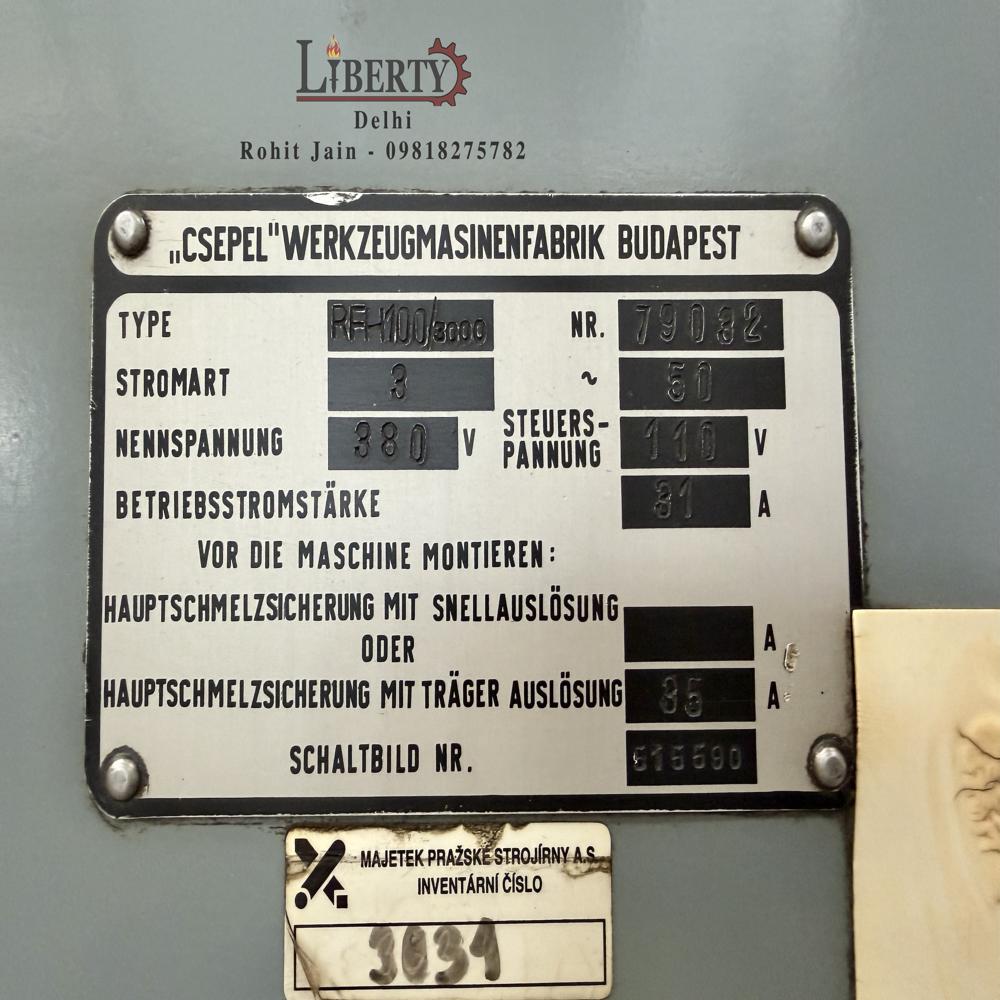 LIBERTY
Delhi
Rohit Jain - 09818275782
„CSEPEL" WERKZEUGMASINENFABRIK BUDAPEST
TYPE RFH100/3000 NR. 79032
STROMART 3 ~ 50
NENNSPANNUNG 380 V STEUERS-
PANNUNG 110 V
BETRIEBSSTROMSTÄRKE 31 A
VOR DIE MASCHINE MONTIEREN:
HAUPTSCHMELZSICHERUNG MIT SNELLAUSLÖSUNG A
ODER
HAUPTSCHMELZSICHERUNG MIT TRÄGER AUSLÖSUNG 35 A
SCHALTBILD NR. 515590
MAJETEK PRAŽSKÉ STROJÍRNY A.S.
INVENTÁRNÍ ČÍSLO
3031